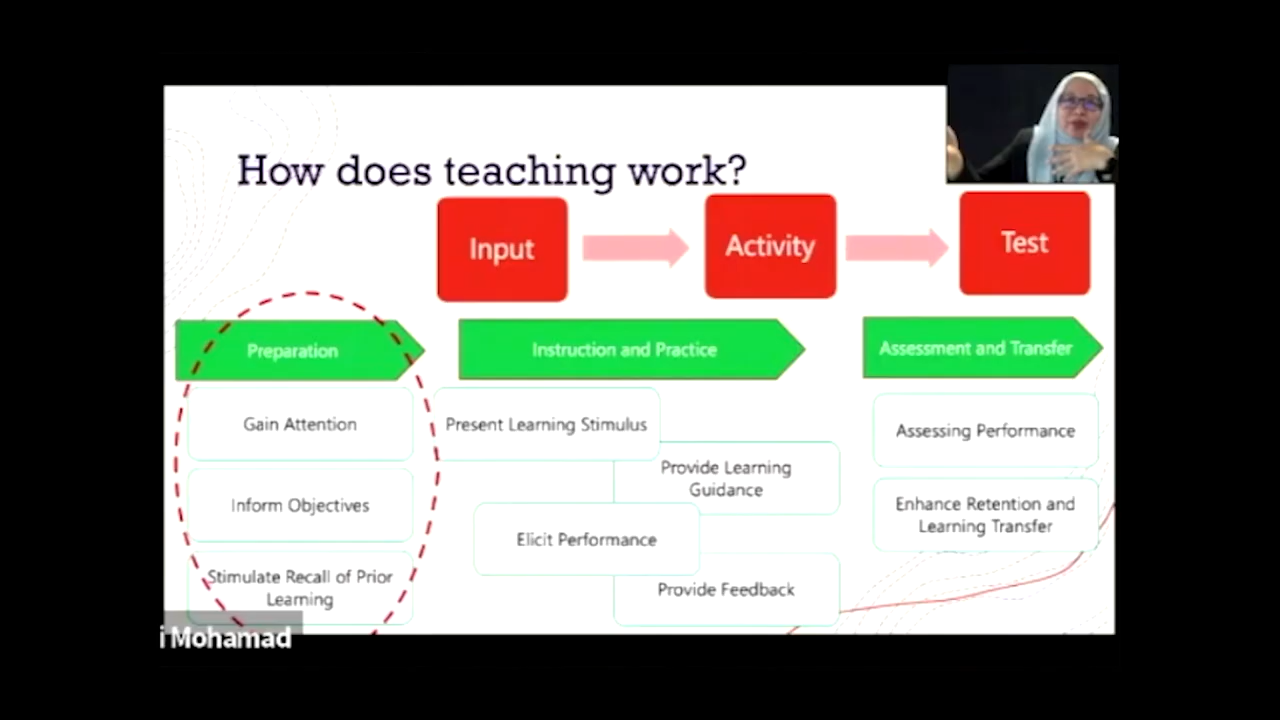 How does teaching work?
Input
Activity
Test
Preparation
Instruction and Practice
Assessment and Transfer
Gain Attention
Inform Objectives
Stimulate Recall of Prior
Learning
Present Learning Stimulus
Provide Learning
Guidance
Elicit Performance
Provide Feedback
Assessing Performance
Enhance Retention and
Learning Transfer
i Mohamad